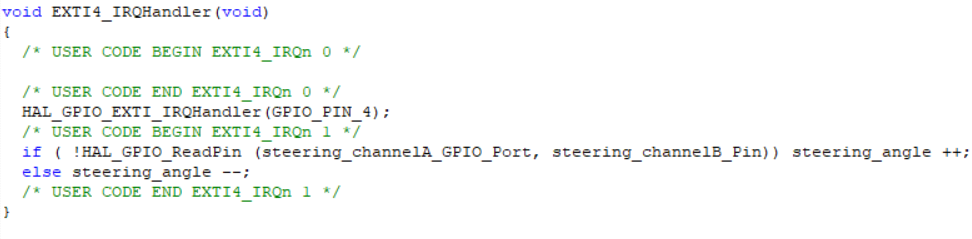 void EXTI4_IRQHandler(void)
{
/* USER CODE BEGIN EXTI4_IRQn 0 */
/* USER CODE END EXTI4_IRQn 0 */
HAL_GPIO_EXTI_IRQHandler(GPIO_PIN_4);
/* USER CODE BEGIN EXTI4_IRQn 1 */
if ( !HAL_GPIO_ReadPin (steering_channelA_GPIO_Port, steering_channelB_Pin)) steering_angle ++;
else steering_angle --;
/* USER CODE END EXTI4_IRQn 1 */
}